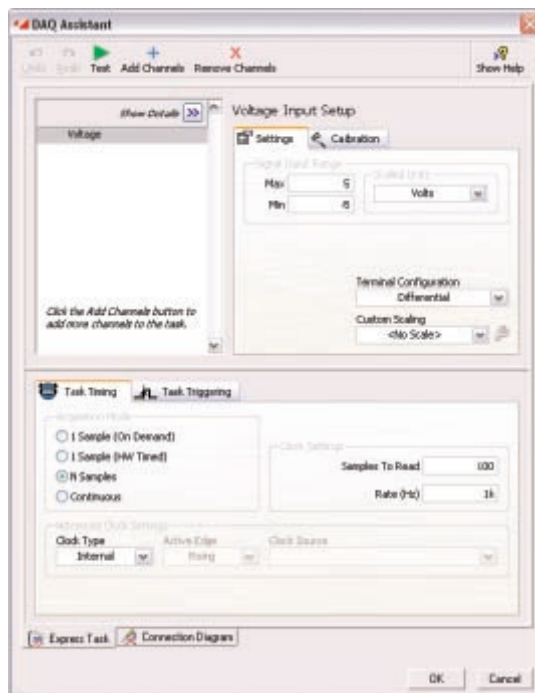 DAQ Assistant
Undo Redo Test Add Channels Remove Channels Show Help
Show Details >>
Voltage
Click the Add Channels button to
add more channels to the task.
Voltage Input Setup
Settings Calibration
Signal Input Range
Max 5
Min -5
Scaled Units
Volts
Terminal Configuration
Differential
Custom Scaling
<No Scale>
Task Timing Task Triggering
Acquisition Mode
1 Sample (On Demand)
1 Sample (HW Timed)
N Samples
Continuous
Clock Settings
Samples To Read 100
Rate (Hz) 1k
Advanced Clock Settings
Clock Type Active Edge Clock Source
Internal Rising
Express Task Connection Diagram
OK Cancel